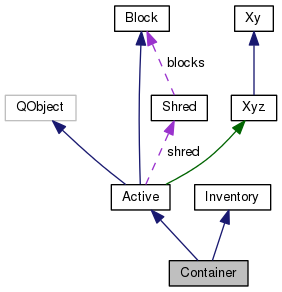 Block
Xy
blocks
QObject
Shred
Xyz
shred
Active
Inventory
Container